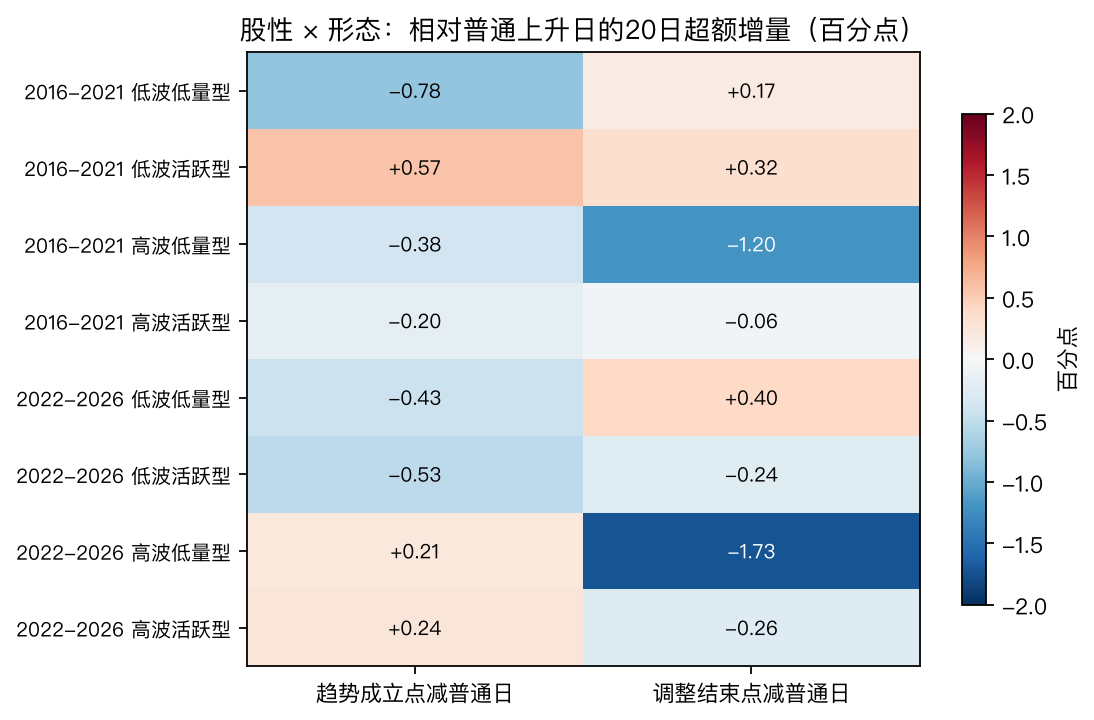 股性 × 形态：相对普通上升日的20日超额增量（百分点）
2016–2021 低波低量型
−0.78
+0.17
2016–2021 低波活跃型
+0.57
+0.32
2016–2021 高波低量型
−0.38
−1.20
2016–2021 高波活跃型
−0.20
−0.06
2022–2026 低波低量型
−0.43
+0.40
2022–2026 低波活跃型
−0.53
−0.24
2022–2026 高波低量型
+0.21
−1.73
2022–2026 高波活跃型
+0.24
−0.26
趋势成立点减普通日
调整结束点减普通日
2.0
1.5
1.0
0.5
0.0
−0.5
−1.0
−1.5
−2.0
百分点